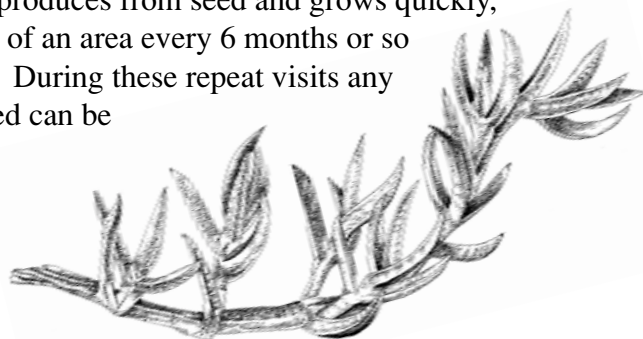 produces from seed and grows quickly,
of an area every 6 months or so
During these repeat visits any
can be